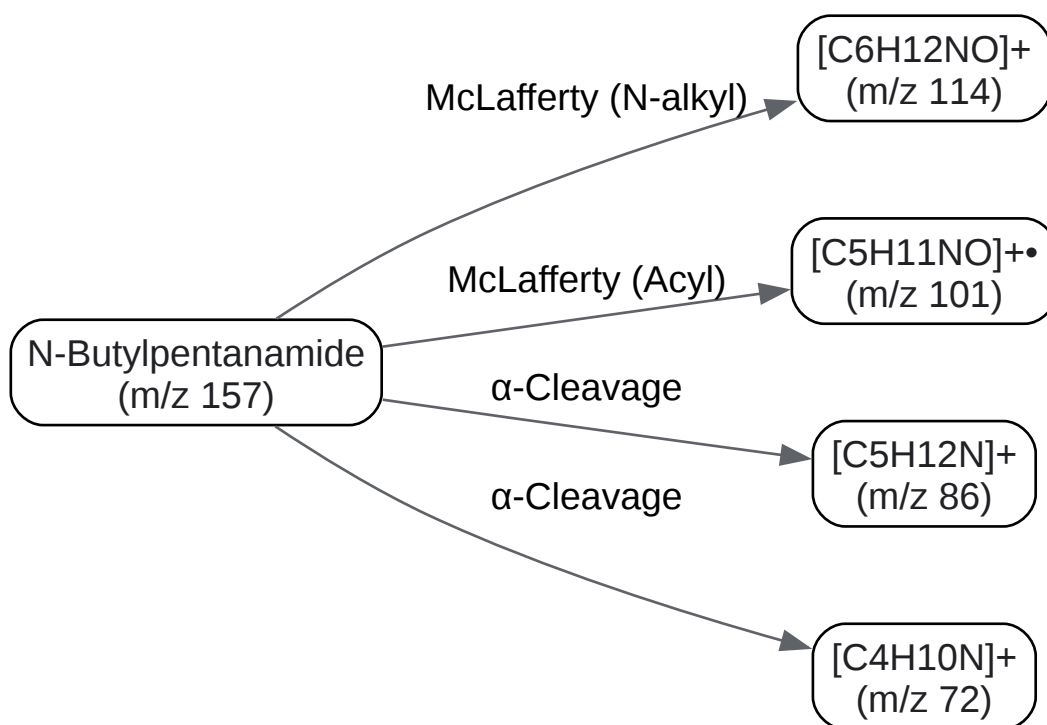 [C6H12NO]+
(m/z 114)
McLafferty (N-alkyl)
[C5H11NO]+•
(m/z 101)
McLafferty (Acyl)
N-Butylpentanamide
(m/z 157)
α-Cleavage
[C5H12N]+
(m/z 86)
α-Cleavage
[C4H10N]+
(m/z 72)